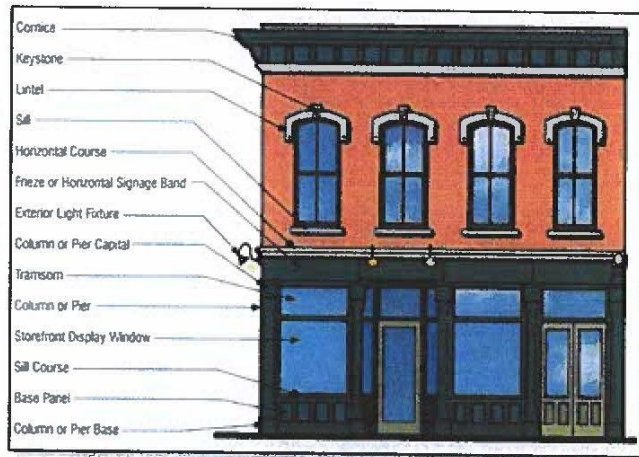 Cornice
Keystone
Lintel
Sill
Horizontal Course
Frieze or Horizontal Signage Band
Exterior Light Fixture
Column or Pier Capital
Transom
Column or Pier
Storefront Display Window
Sill Course
Base Panel
Column or Pier Base